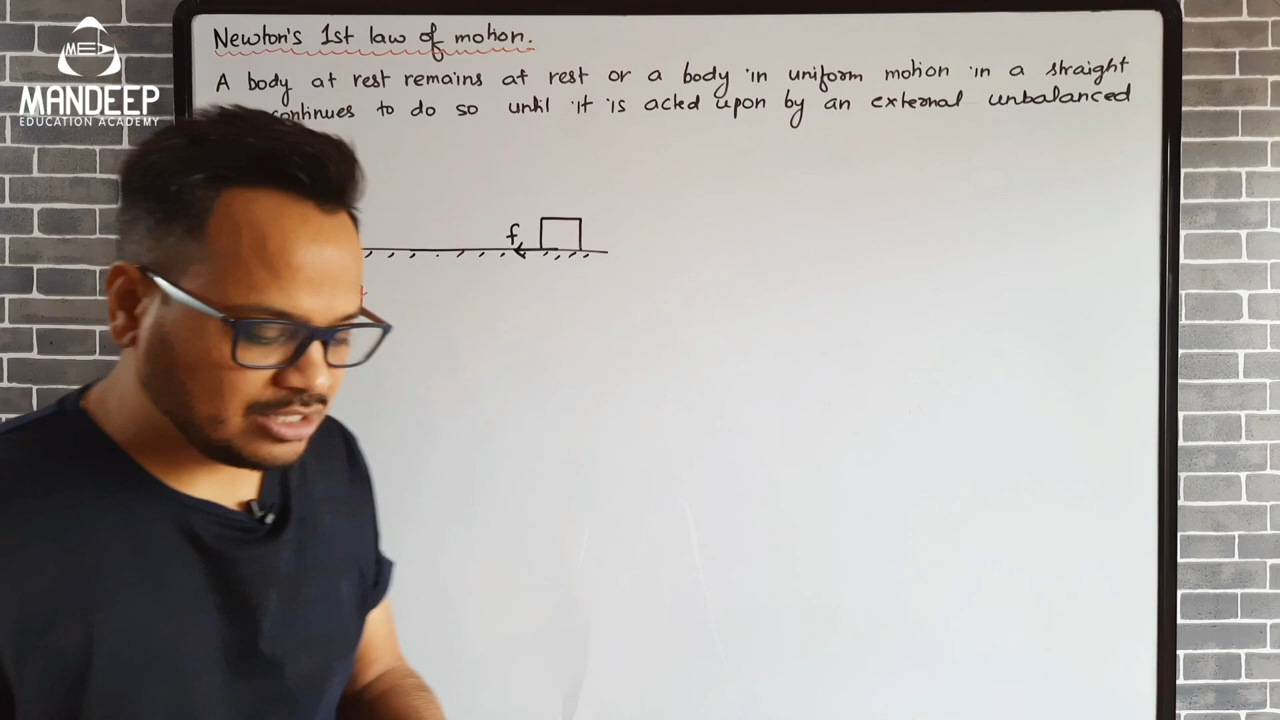 MED
MANDEEP
EDUCATION ACADEMY
Newton's 1st law of motion.
A body at rest remains at rest or a body in uniform motion in a straight
continues to do so until it is acted upon by an external unbalanced
f